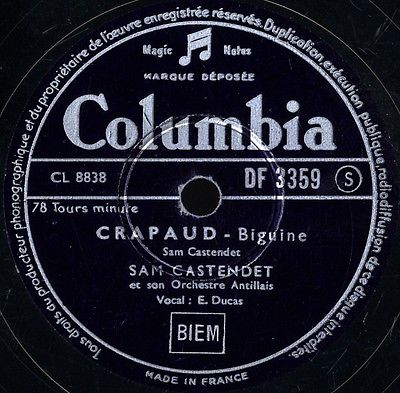 Tous droits du producteur phonographique et du propriétaire de l'œuvre enregistrée réservés. Duplication, exécution publique, radiodiffusion de ce disque interdites.
Magic Notes
MARQUE DÉPOSÉE
Columbia
CL 8838
DF 3359 S
78 Tours minute
CRAPAUD - Biguine
Sam Castendet
SAM CASTENDET
et son Orchestre Antillais
Vocal : E. Ducas
BIEM
MADE IN FRANCE